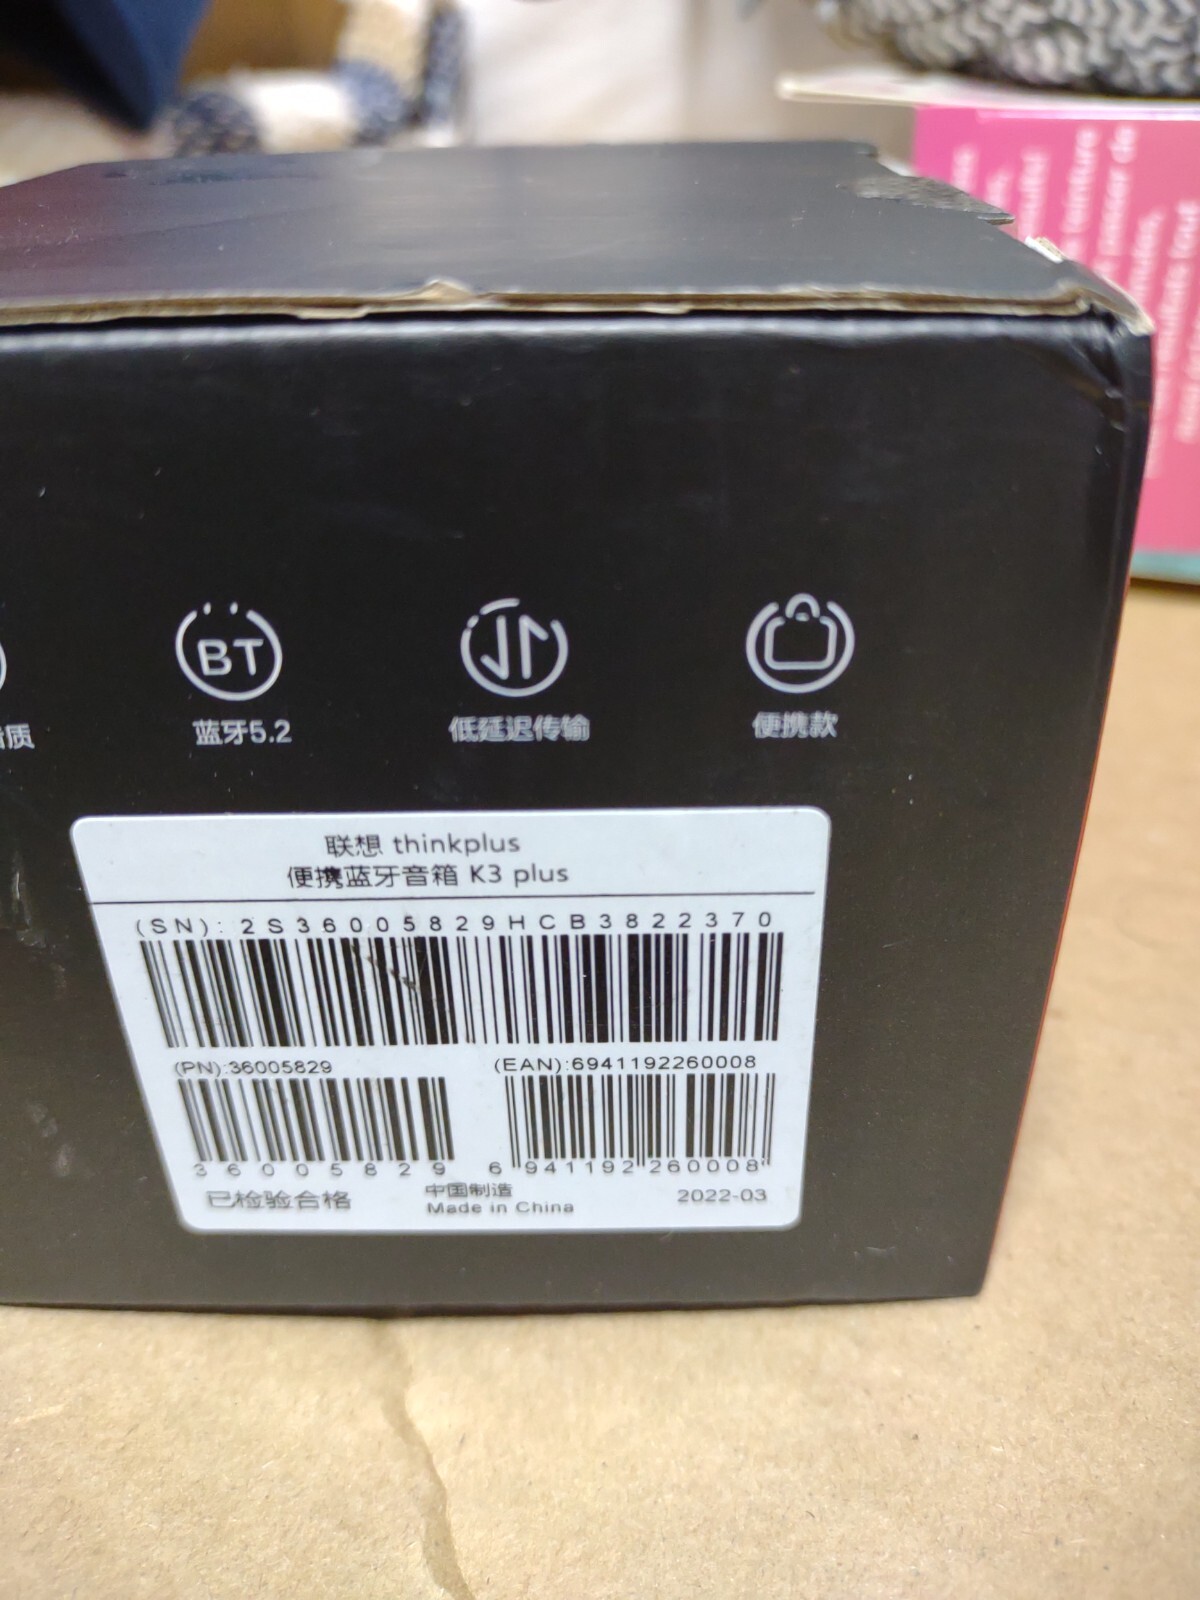 BT
质
蓝牙5.2
低延迟传输
便携款
联想 thinkplus
便携蓝牙音箱 K3 plus
(SN): 2S36005829HCB3822370
(PN):36005829
(EAN):6941192260008
36005829
6 941192 260008
已检验合格
中国制造
Made in China
2022-03